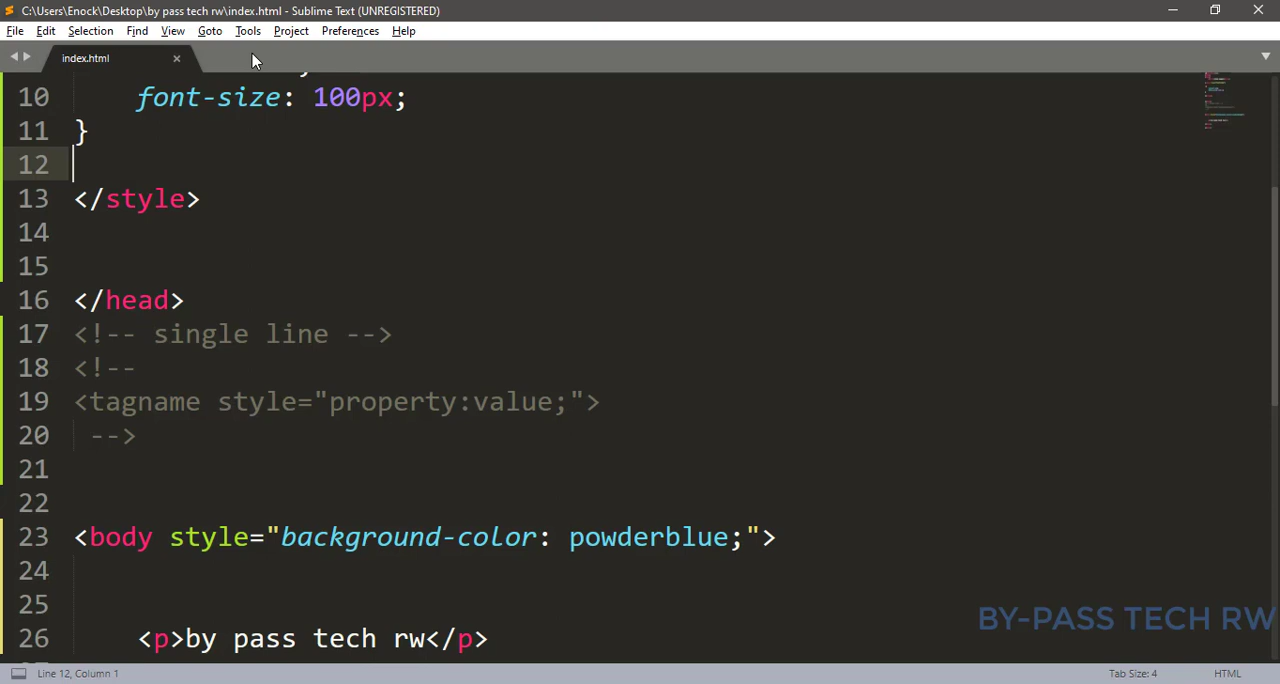 C:\Users\Enock\Desktop\by pass tech rw\index.html - Sublime Text (UNREGISTERED)
File Edit Selection Find View Goto Tools Project Preferences Help
index.html
10 font-size: 100px;
11 }
12
13 </style>
14
15
16 </head>
17 <!-- single line -->
18 <!--
19 <tagname style="property:value;">
20 -->
21
22
23 <body style="background-color: powderblue;">
24
25
26 <p>by pass tech rw</p>
BY-PASS TECH RW
Line 12, Column 1 Tab Size: 4 HTML